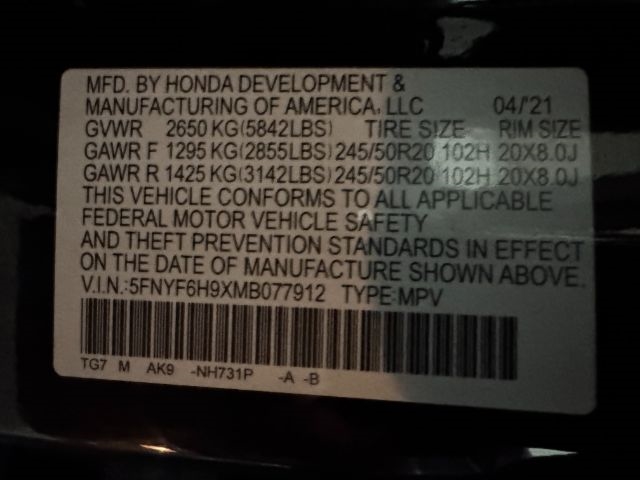 MFD. BY HONDA DEVELOPMENT &
MANUFACTURING OF AMERICA, LLC 04/'21
GVWR 2650 KG(5842LBS) TIRE SIZE RIM SIZE
GAWR F 1295 KG(2855LBS)245/50R20 102H 20X8.0J
GAWR R 1425 KG(3142LBS)245/50R20 102H 20X8.0J
THIS VEHICLE CONFORMS TO ALL APPLICABLE
FEDERAL MOTOR VEHICLE SAFETY
AND THEFT PREVENTION STANDARDS IN EFFECT
ON THE DATE OF MANUFACTURE SHOWN ABOVE.
V.I.N.:5FNYF6H9XMB077912 TYPE:MPV
TG7 M AK9 -NH731P -A -B